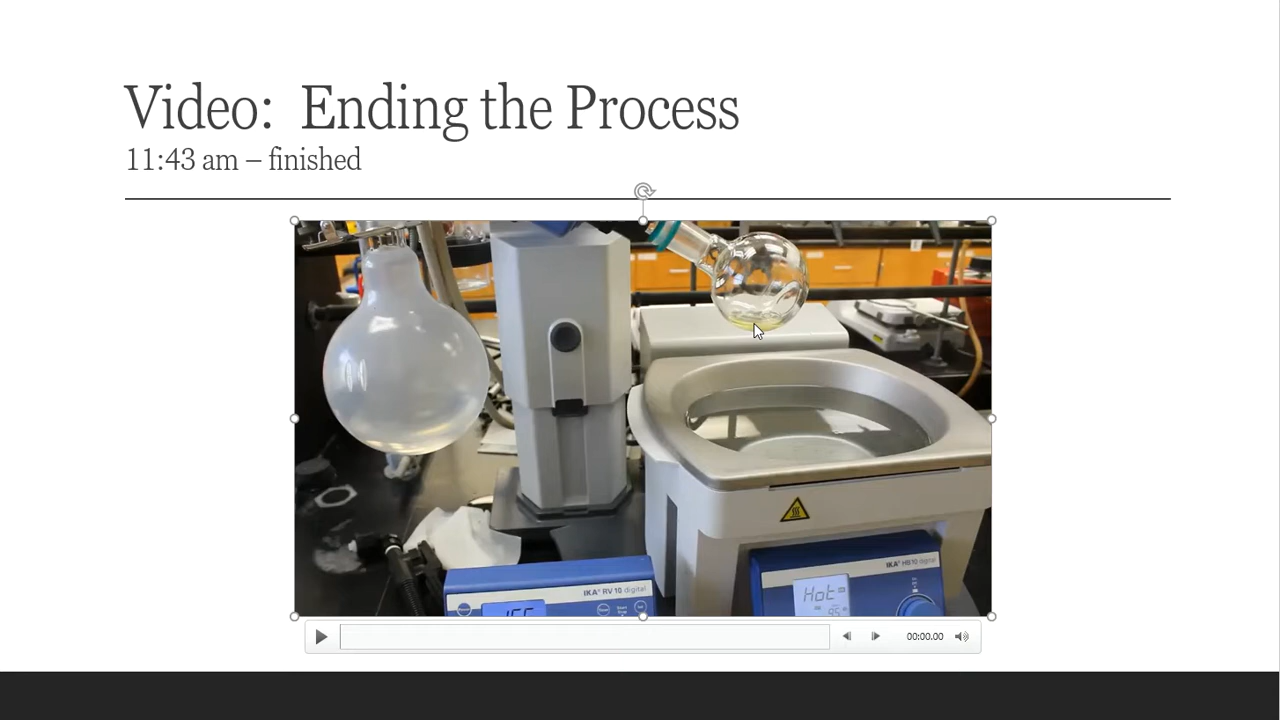 Video: Ending the Process
11:43 am – finished
IKA® RV 10 digital
IKA® HB 10 digital
Hot
00:00.00